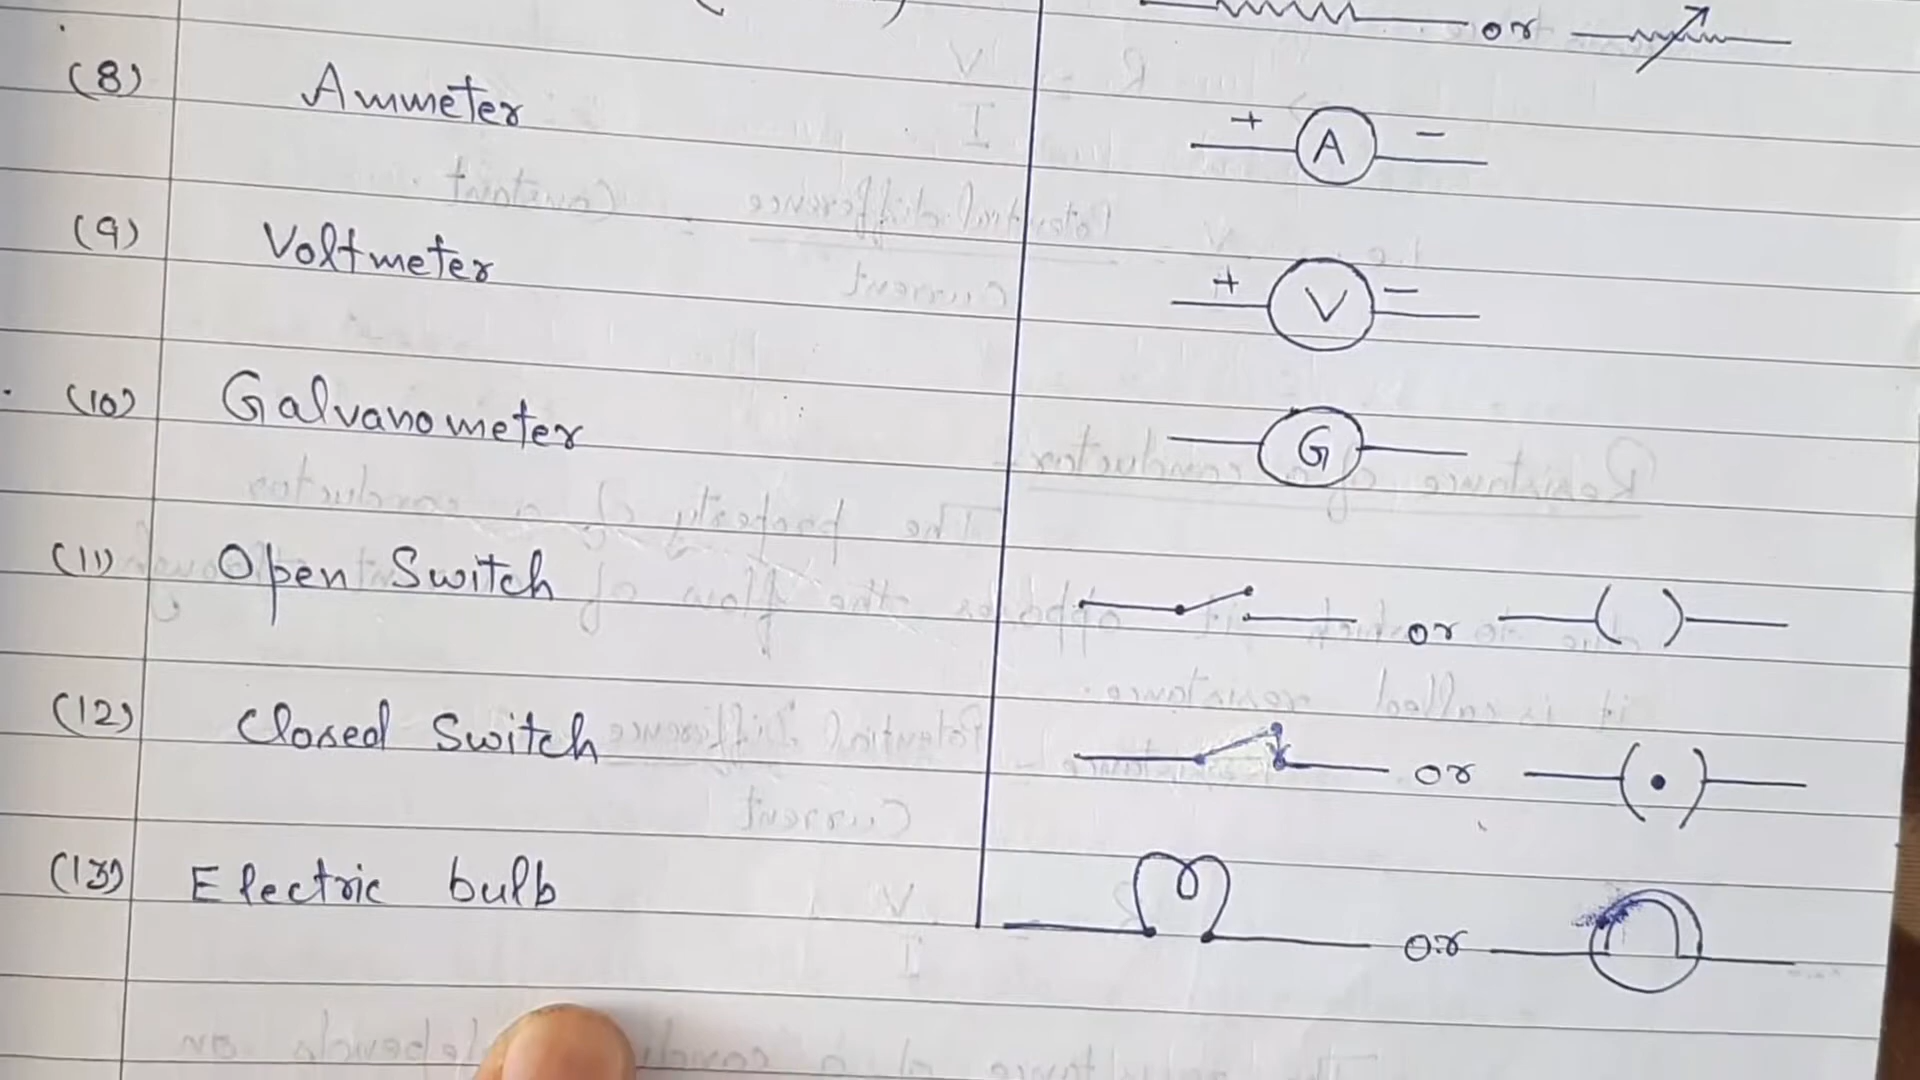 or
(8) Ammeter + A -
(9) Voltmeter + V -
(10) Galvanometer G
(11) Open Switch or
(12) Closed Switch or
(13) Electric bulb or